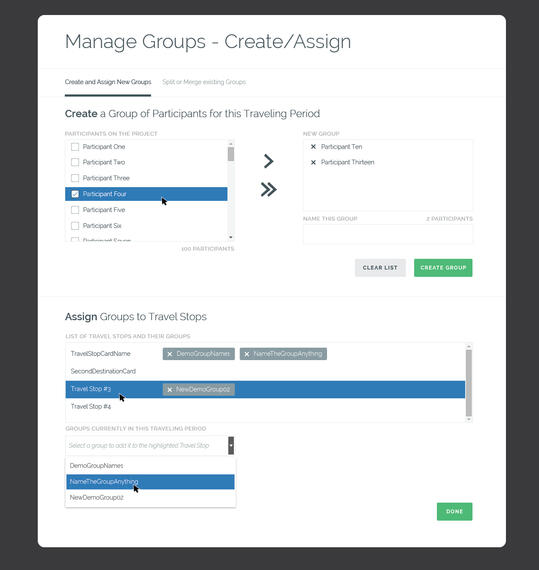 Manage Groups - Create/Assign
Create and Assign New Groups
Split or Merge existing Groups
Create a Group of Participants for this Traveling Period
PARTICIPANTS ON THE PROJECT
Participant One
Participant Two
Participant Three
Participant Four
Participant Five
Participant Six
Participant Seven
100 PARTICIPANTS
NEW GROUP
Participant Ten
Participant Thirteen
NAME THIS GROUP
2 PARTICIPANTS
CLEAR LIST
CREATE GROUP
Assign Groups to Travel Stops
LIST OF TRAVEL STOPS AND THEIR GROUPS
TravelStopCardName
DemoGroupName1
NameTheGroupAnything
SecondDestinationCard
Travel Stop #3
NewDemoGroup02
Travel Stop #4
GROUPS CURRENTLY IN THIS TRAVELING PERIOD
Select a group to add it to the highlighted Travel Stop
DemoGroupName1
NameTheGroupAnything
NewDemoGroup02
DONE